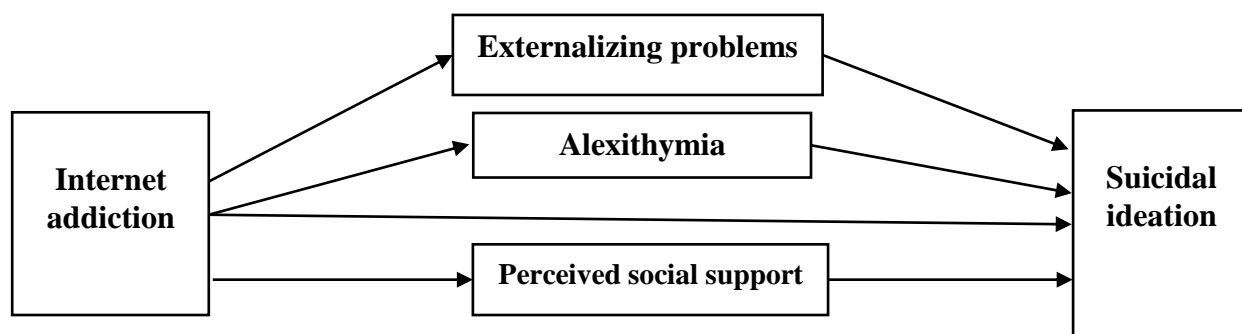 Externalizing problems
Alexithymia
Internet
addiction
Suicidal
ideation
Perceived social support